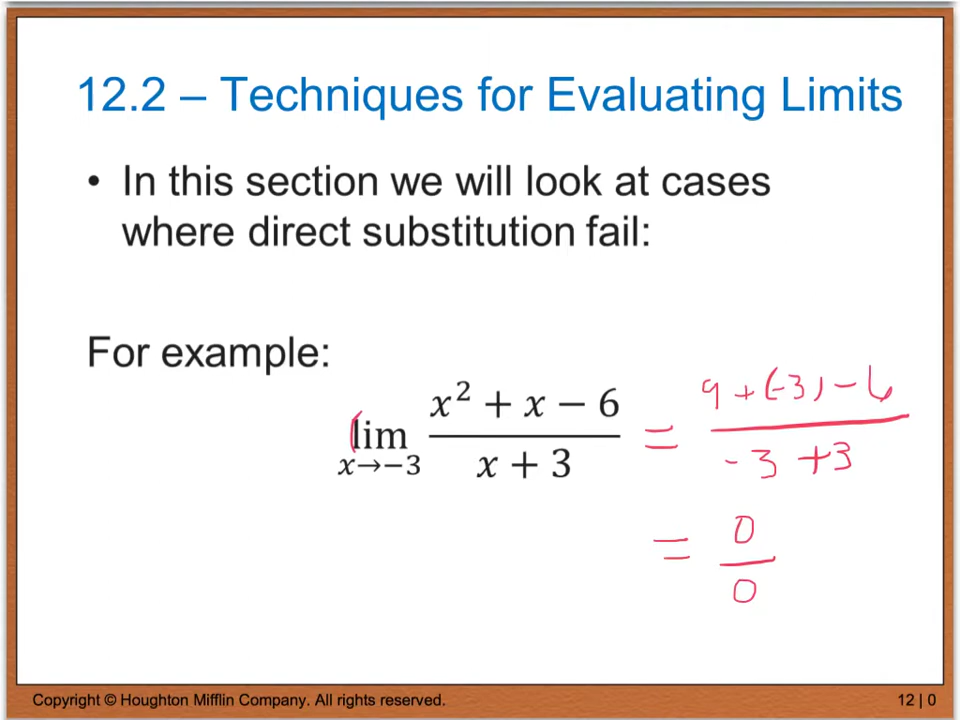 12.2 – Techniques for Evaluating Limits
• In this section we will look at cases
where direct substitution fail:
For example:
lim x→−3 (x² + x − 6)/(x + 3) = (9 + (-3) - 6)/(-3 + 3)
= 0/0
Copyright © Houghton Mifflin Company. All rights reserved.
12 | 0